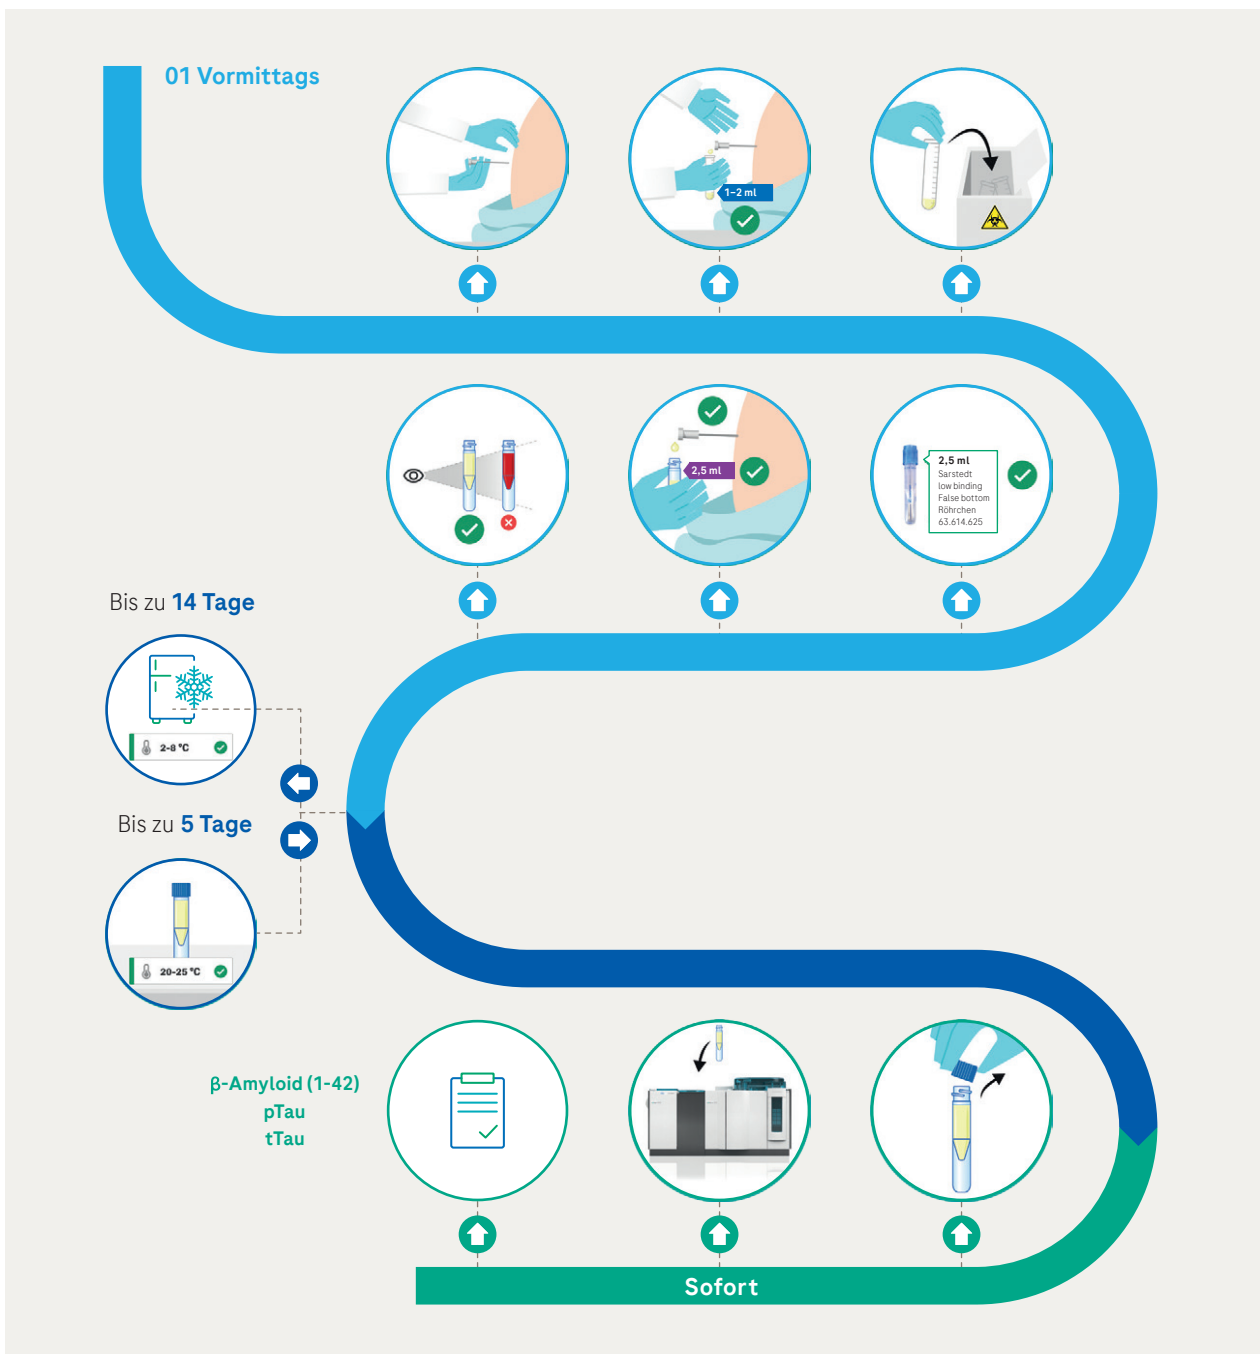 01 Vormittags
1–2 ml
2,5 ml
2,5 ml
Sarstedt
low binding
False bottom
Röhrchen
63.614.625
Bis zu 14 Tage
2-8 °C
Bis zu 5 Tage
20-25 °C
β-Amyloid (1-42)
pTau
tTau
Sofort